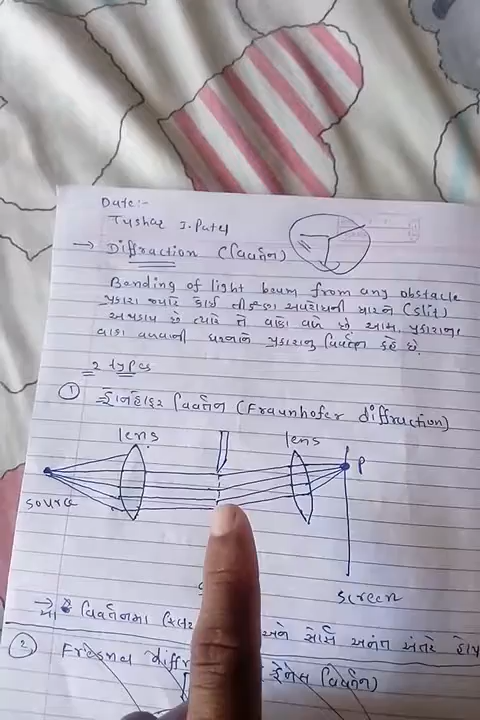 Date:-
Tushar I. Patel
→ Diffraction (વિવર્તન)
Bending of light beam from any obstacle
પ્રકાશ જ્યારે કોઈ તીક્ષ્ણ અવરોધની ધારને (slit)
અથડાય છે ત્યારે તે વાંકા વળે છે. આમ, પ્રકાશના
વાંકા વળવાની ઘટનાને પ્રકાશનુ વિવર્તન કહે છે.
2 types
① ફ્રોનહોફર વિવર્તન (Fraunhofer diffraction)
lens
lens
P
source
screen
→ આ વિવર્તનમા
અને સોર્સ અનંત અંતરે હોય
② Fresnel diffr
ફ્રેનેલ વિવર્તન)